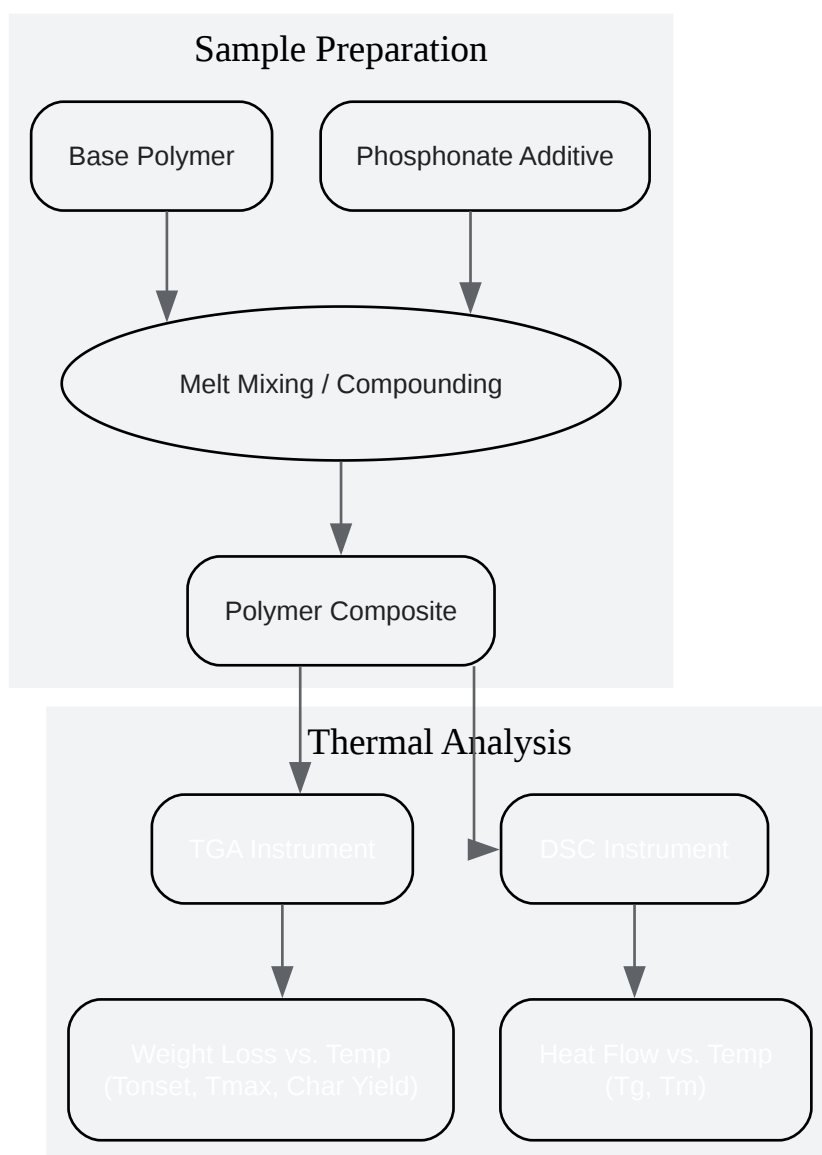 Sample Preparation
Base Polymer
Phosphonate Additive
Melt Mixing / Compounding
Polymer Composite
Thermal Analysis
TGA Instrument
DSC Instrument
Weight Loss vs. Temp
(Tonset, Tmax, Char Yield)
Heat Flow vs. Temp
(Tg, Tm)